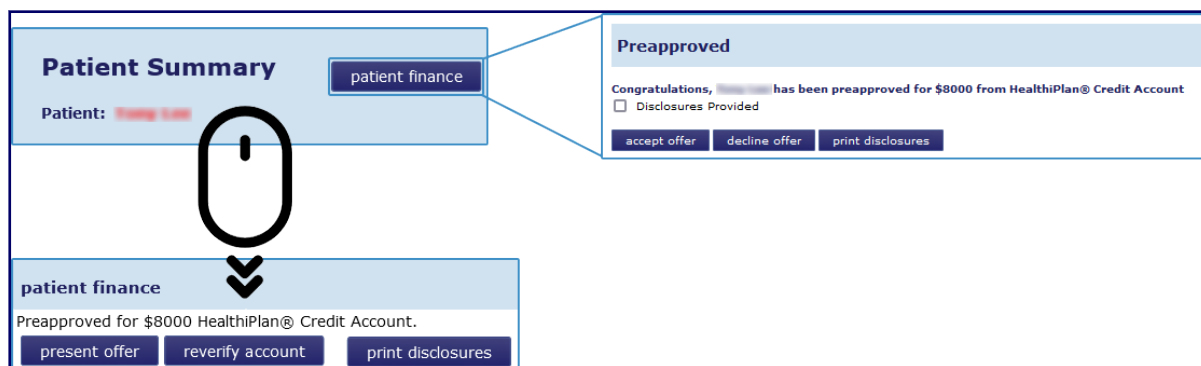 Patient Summary
patient finance
Patient:
Preapproved
Congratulations, has been preapproved for $8000 from HealthiPlan® Credit Account
Disclosures Provided
accept offer
decline offer
print disclosures
patient finance
Preapproved for $8000 HealthiPlan® Credit Account.
present offer
reverify account
print disclosures